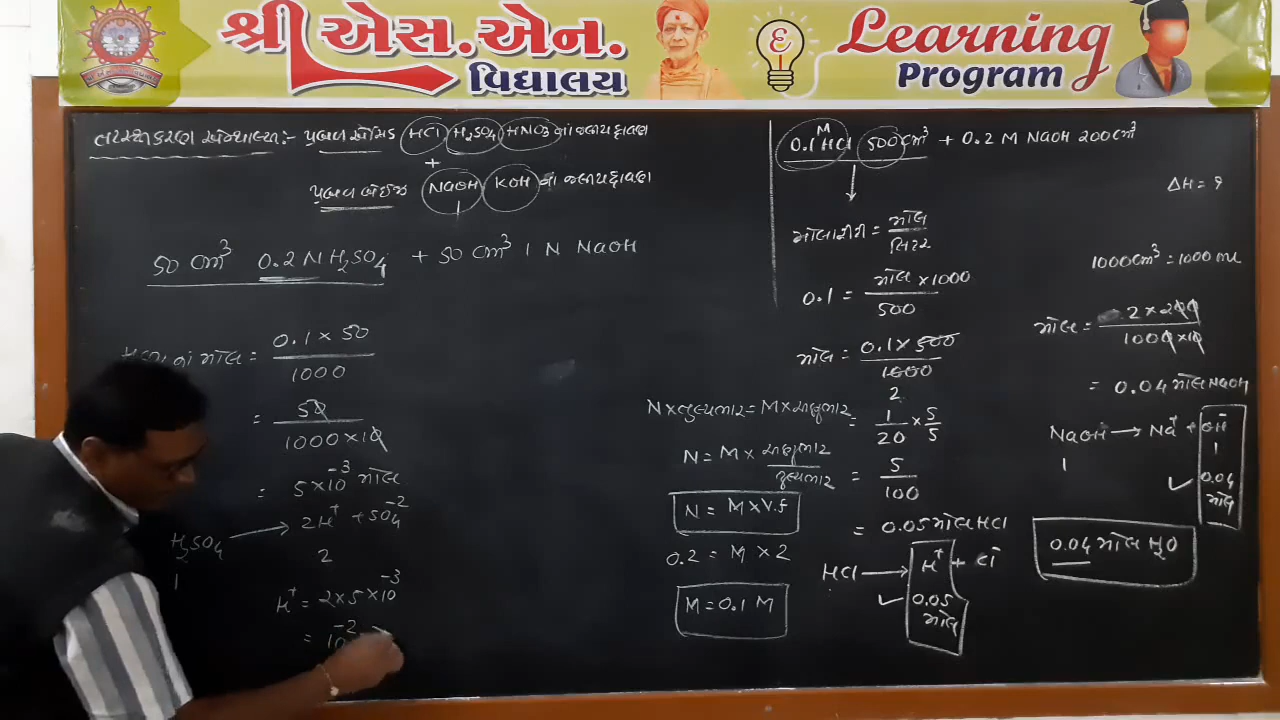 શ્રી એસ.એન.
વિદ્યાલય
Learning
Program
તટસ્થીકરણ એન્થાલ્પી:- પ્રબળ એસિડ HCl H₂SO₄ HNO₃ નાં જલીય દ્રાવણ
+
પ્રબળ બેઈઝ NaOH KOH નાં જલીય દ્રાવણ
50 cm³ 0.2 N H₂SO₄ + 50 cm³ 1 N NaOH
H₂SO₄ નાં મોલ = 0.1 × 50 / 1000
= 50 / 1000 × 10
= 5 × 10⁻³ મોલ
H₂SO₄ → 2H⁺ + SO₄⁻²
1 2
H⁺ = 2 × 5 × 10⁻³
= 10⁻²
N × તુલ્યભાર = M × અણુભાર
N = M × અણુભાર / તુલ્યભાર
N = M × V.f
0.2 = M × 2
M = 0.1 M
0.1 M HCl 500 cm³ + 0.2 M NaOH 200 cm³
ΔH = ?
મોલારીટી = મોલ / લિટર
0.1 = મોલ × 1000 / 500
મોલ = 0.1 × 500 / 1000
2
= 1 / 20 × 5 / 5
= 5 / 100
= 0.05 મોલ HCl
HCl → H⁺ + Cl⁻
✓ 0.05 મોલ
1000 cm³ = 1000 ml
મોલ = 2 × 200 / 1000 × 10
= 0.04 મોલ NaOH
NaOH → Na⁺ + OH⁻
1 1
✓ 0.04 મોલ
0.04 મોલ H₂O